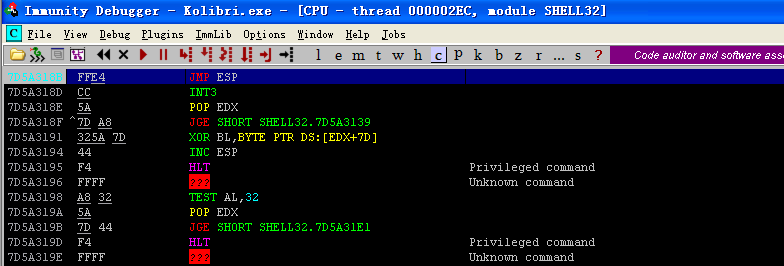 Immunity Debugger - Kolibri.exe - [CPU - thread 000002EC, module SHELL32]
C File View Debug Plugins ImmLib Options Window Help Jobs
l e m t w h c p k b z r ... s ? Code auditor and software asse
7D5A318B FFE4 JMP ESP
7D5A318D CC INT3
7D5A318E 5A POP EDX
7D5A318F ^7D A8 JGE SHORT SHELL32.7D5A3139
7D5A3191 325A 7D XOR BL,BYTE PTR DS:[EDX+7D]
7D5A3194 44 INC ESP
7D5A3195 F4 HLT Privileged command
7D5A3196 FFFF ??? Unknown command
7D5A3198 A8 32 TEST AL,32
7D5A319A 5A POP EDX
7D5A319B 7D 44 JGE SHORT SHELL32.7D5A31E1
7D5A319D F4 HLT Privileged command
7D5A319E FFFF ??? Unknown command